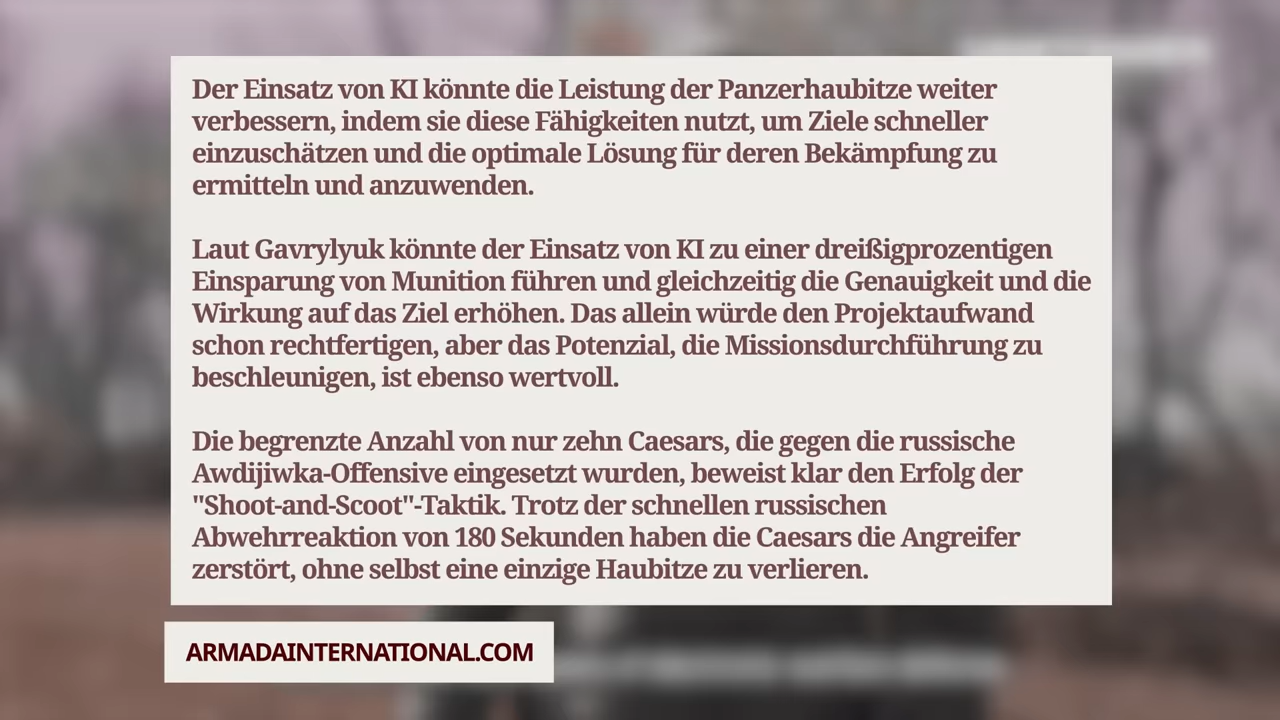 Der Einsatz von KI könnte die Leistung der Panzerhaubitze weiter
verbessern, indem sie diese Fähigkeiten nutzt, um Ziele schneller
einzuschätzen und die optimale Lösung für deren Bekämpfung zu
ermitteln und anzuwenden.
Laut Gavrylyuk könnte der Einsatz von KI zu einer dreißigprozentigen
Einsparung von Munition führen und gleichzeitig die Genauigkeit und die
Wirkung auf das Ziel erhöhen. Das allein würde den Projektaufwand
schon rechtfertigen, aber das Potenzial, die Missionsdurchführung zu
beschleunigen, ist ebenso wertvoll.
Die begrenzte Anzahl von nur zehn Caesars, die gegen die russische
Awdijiwka-Offensive eingesetzt wurden, beweist klar den Erfolg der
"Shoot-and-Scoot"-Taktik. Trotz der schnellen russischen
Abwehrreaktion von 180 Sekunden haben die Caesars die Angreifer
zerstört, ohne selbst eine einzige Haubitze zu verlieren.
ARMADAINTERNATIONAL.COM